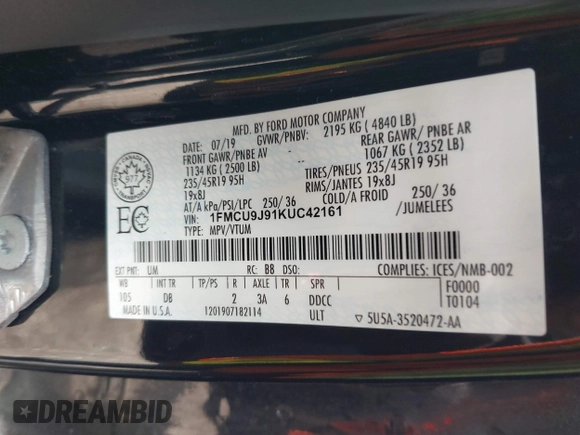 MFD. BY FORD MOTOR COMPANY
DATE: 07/19 GVWR/PNBV: 2195 KG ( 4840 LB)
FRONT GAWR/PNBE AV REAR GAWR/ PNBE AR
1134 KG ( 2500 LB) 1067 KG ( 2352 LB)
235/45R19 95H TIRES/PNEUS 235/45R19 95H
19x8J RIMS/JANTES 19x8J
AT/A kPa/PSI/LPC 250/ 36 COLD/A FROID 250/ 36
VIN: 1FMCU9J91KUC42161 /JUMELEES
TYPE: MPV/VTUM
CANADA
977
EC
EXT PNT: UM RC: BB DSO: COMPLIES: ICES/NMB-002
WB INT TR TP/PS R AXLE TR SPR F0000
105 D8 2 3A 6 DDCC T0104
MADE IN U.S.A. 1201907182114 ULT ▽ 5U5A-3520472-AA
DREAMBID